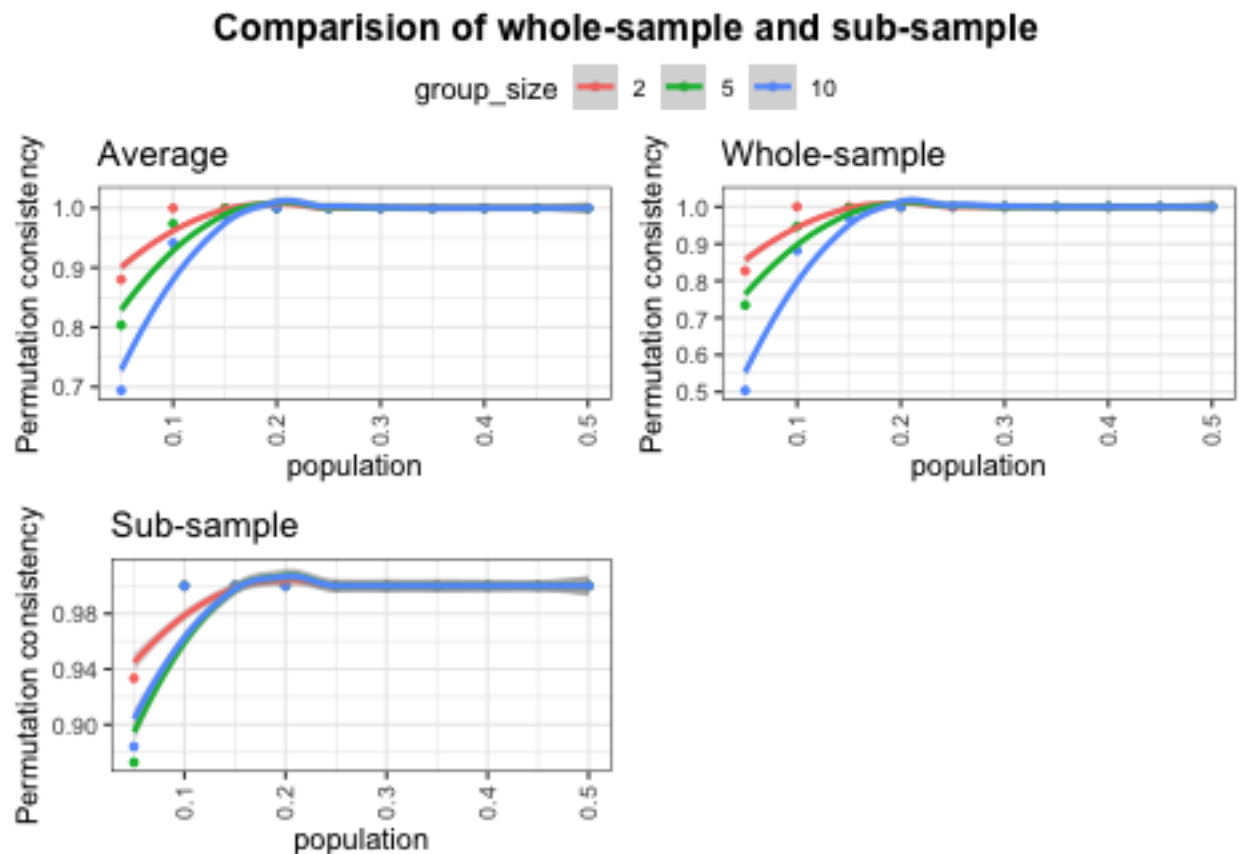 Comparision of whole-sample and sub-sample
group_size 2 5 10
Average
Permutation consistency
1.0
0.9
0.8
0.7
0.1 0.2 0.3 0.4 0.5
population
Whole-sample
Permutation consistency
1.0
0.9
0.8
0.7
0.6
0.5
0.1 0.2 0.3 0.4 0.5
population
Sub-sample
Permutation consistency
0.98
0.94
0.90
0.1 0.2 0.3 0.4 0.5
population